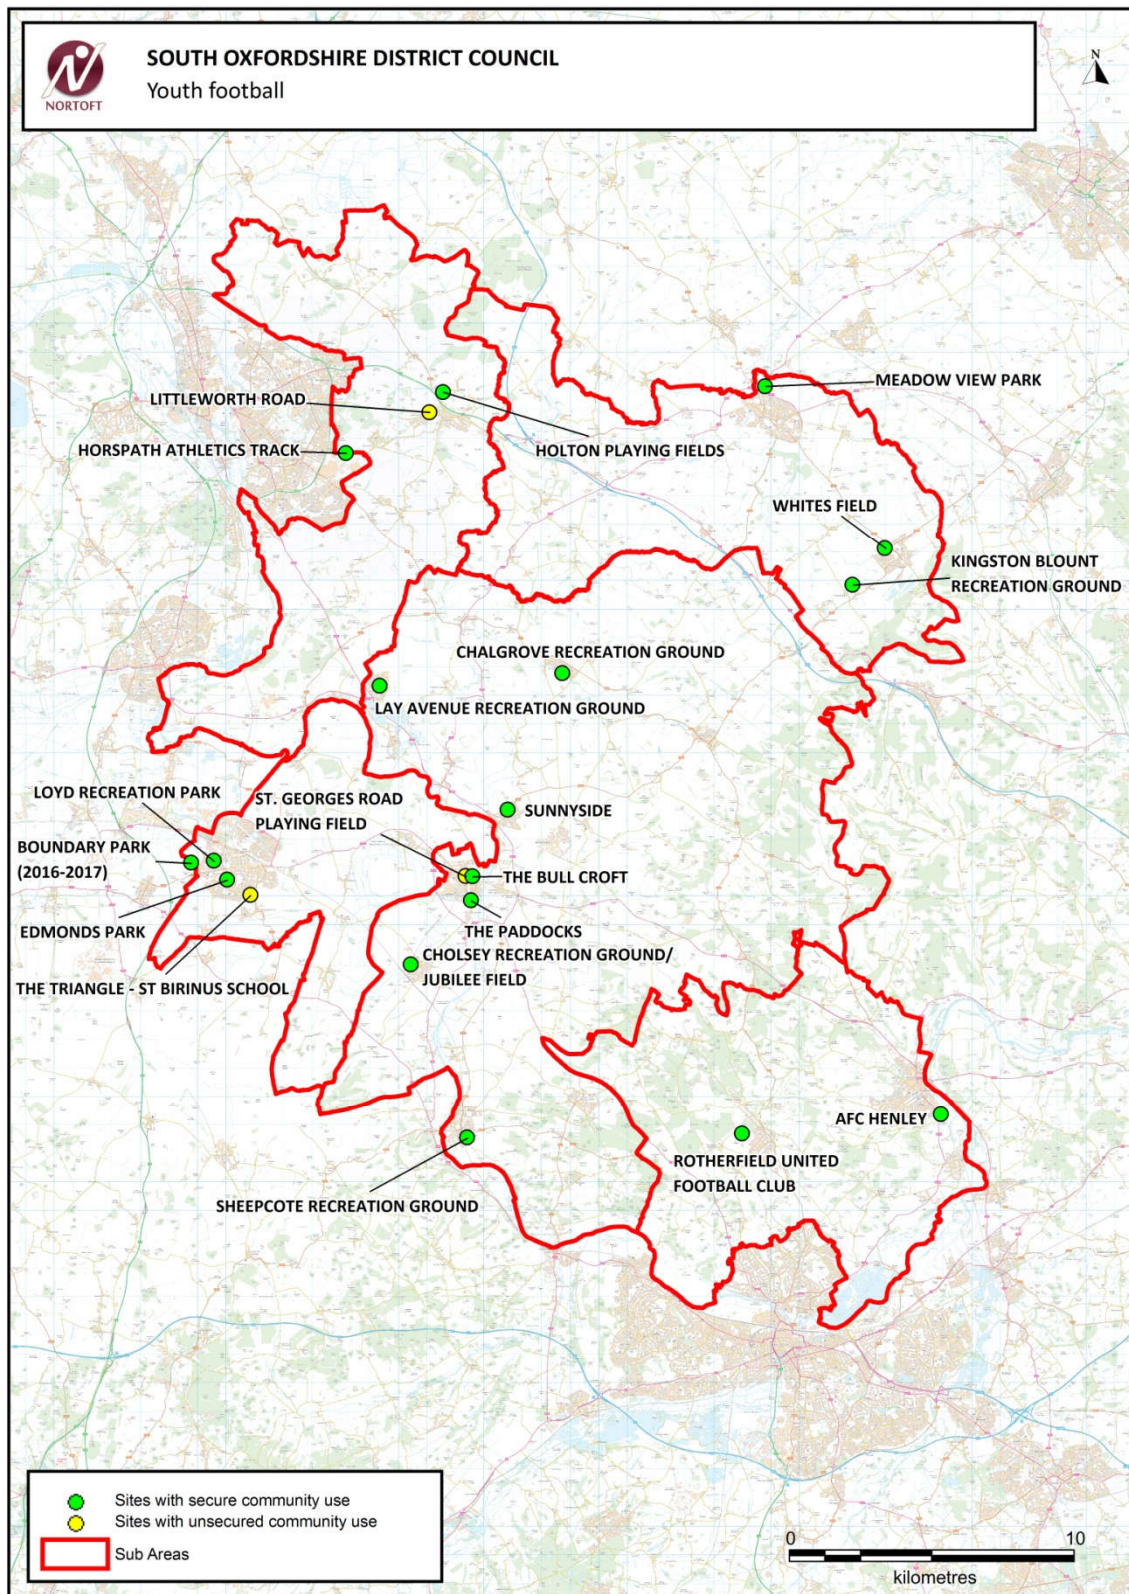 SOUTH OXFORDSHIRE DISTRICT COUNCIL
Youth football
NORTOFT
N
MEADOW VIEW PARK
LITTLEWORTH ROAD
HORSPATH ATHLETICS TRACK
HOLTON PLAYING FIELDS
WHITES FIELD
KINGSTON BLOUNT
RECREATION GROUND
CHALGROVE RECREATION GROUND
LAY AVENUE RECREATION GROUND
LOYD RECREATION PARK
ST. GEORGES ROAD
PLAYING FIELD
SUNNYSIDE
BOUNDARY PARK
(2016-2017)
THE BULL CROFT
EDMONDS PARK
THE PADDOCKS
CHOLSEY RECREATION GROUND/
JUBILEE FIELD
THE TRIANGLE - ST BIRINUS SCHOOL
AFC HENLEY
ROTHERFIELD UNITED
FOOTBALL CLUB
SHEEPCOTE RECREATION GROUND
Sites with secure community use
Sites with unsecured community use
Sub Areas
0 10
kilometres